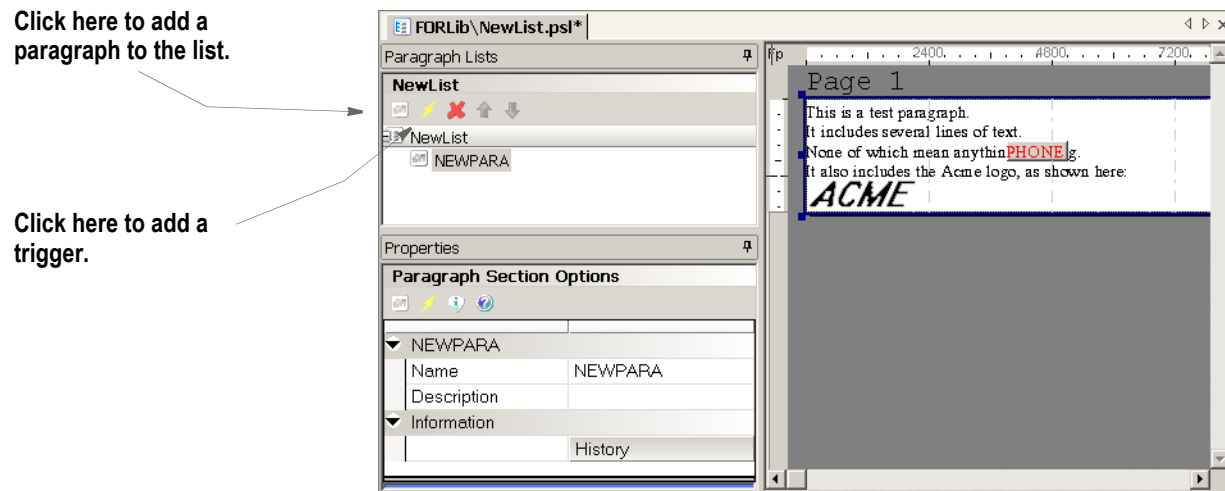 Click here to add a
paragraph to the list.
Click here to add a
trigger.
FORLib\NewList.psl*
Paragraph Lists
NewList
NewList
NEWPARA
Properties
Paragraph Section Options
NEWPARA
Name NEWPARA
Description
Information
History
2400 4800 7200
Page 1
This is a test paragraph.
It includes several lines of text.
None of which mean anythinPHONE g.
It also includes the Acme logo, as shown here:
ACME